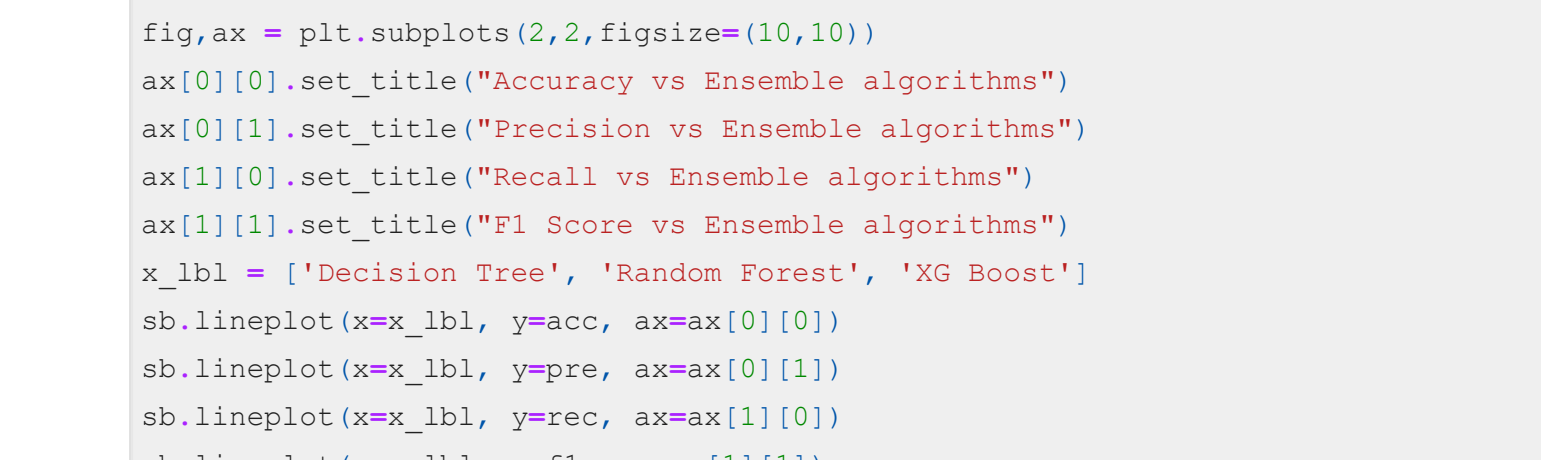 fig,ax = plt.subplots(2,2,figsize=(10,10))
ax[0][0].set_title("Accuracy vs Ensemble algorithms")
ax[0][1].set_title("Precision vs Ensemble algorithms")
ax[1][0].set_title("Recall vs Ensemble algorithms")
ax[1][1].set_title("F1 Score vs Ensemble algorithms")
x_lbl = ['Decision Tree', 'Random Forest', 'XG Boost']
sb.lineplot(x=x_lbl, y=acc, ax=ax[0][0])
sb.lineplot(x=x_lbl, y=pre, ax=ax[0][1])
sb.lineplot(x=x_lbl, y=rec, ax=ax[1][0])